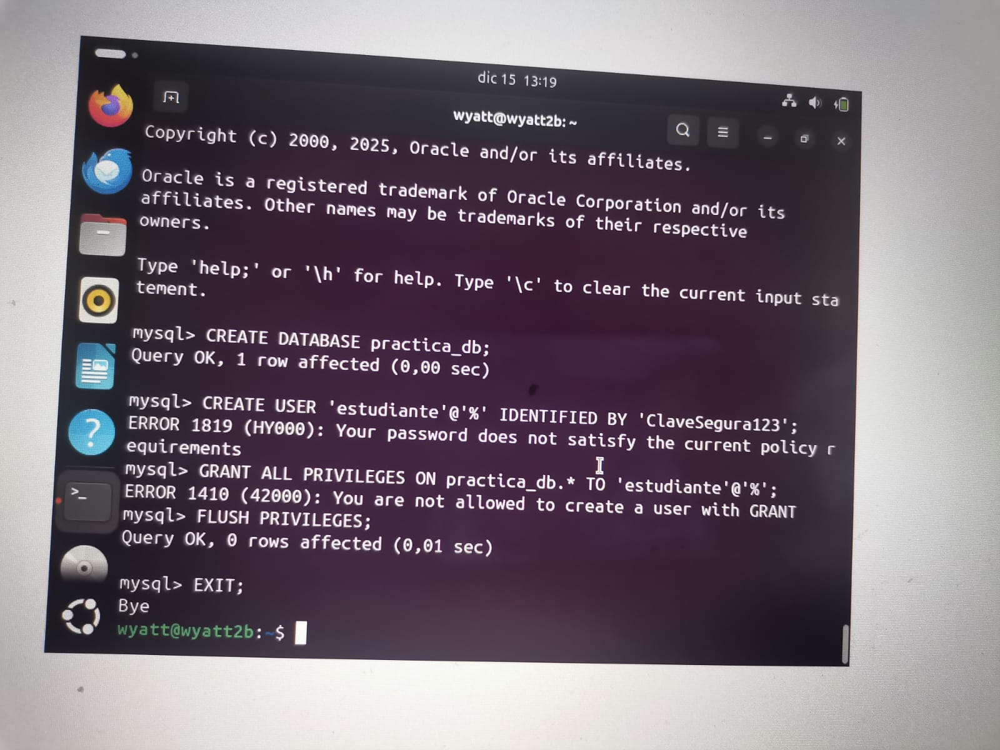 dic 15 13:19
wyatt@wyatt2b: ~
Copyright (c) 2000, 2025, Oracle and/or its affiliates.
Oracle is a registered trademark of Oracle Corporation and/or its
affiliates. Other names may be trademarks of their respective
owners.
Type 'help;' or '\h' for help. Type '\c' to clear the current input sta
tement.
mysql> CREATE DATABASE practica_db;
Query OK, 1 row affected (0,00 sec)
mysql> CREATE USER 'estudiante'@'%' IDENTIFIED BY 'ClaveSegura123';
ERROR 1819 (HY000): Your password does not satisfy the current policy r
equirements
mysql> GRANT ALL PRIVILEGES ON practica_db.* TO 'estudiante'@'%';
ERROR 1410 (42000): You are not allowed to create a user with GRANT
mysql> FLUSH PRIVILEGES;
Query OK, 0 rows affected (0,01 sec)
mysql> EXIT;
Bye
wyatt@wyatt2b:~$